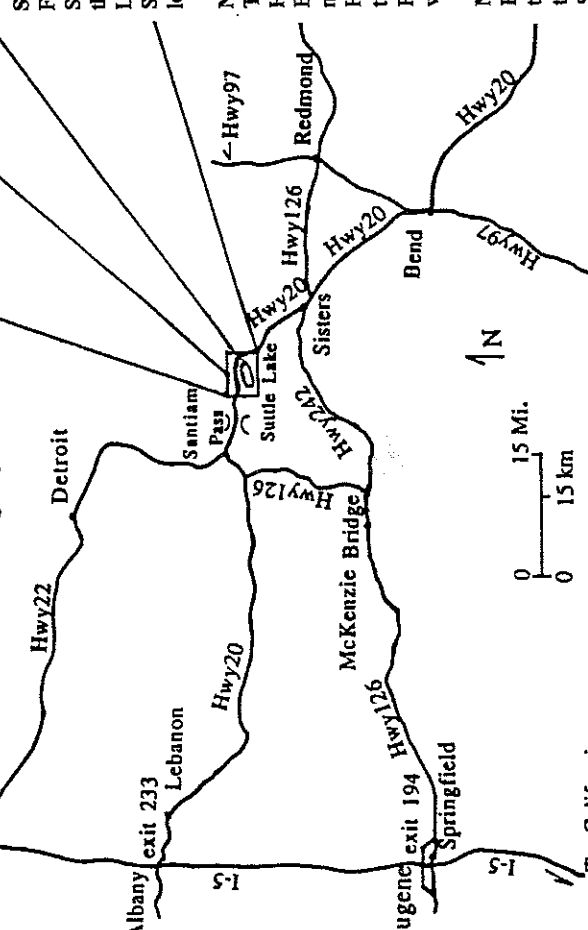 Hwy22
Detroit
Santiam
Pass
Suttle Lake
Hwy20
Hwy126
Hwy97
Redmond
Hwy20
Sisters
Bend
Hwy20
Hwy97
Hwy242
Hwy126
McKenzie Bridge
Hwy20
Lebanon
exit 233
Albany
I-5
Hwy126
exit 194
Springfield
I-5
N
0
15 Mi.
0
15 km